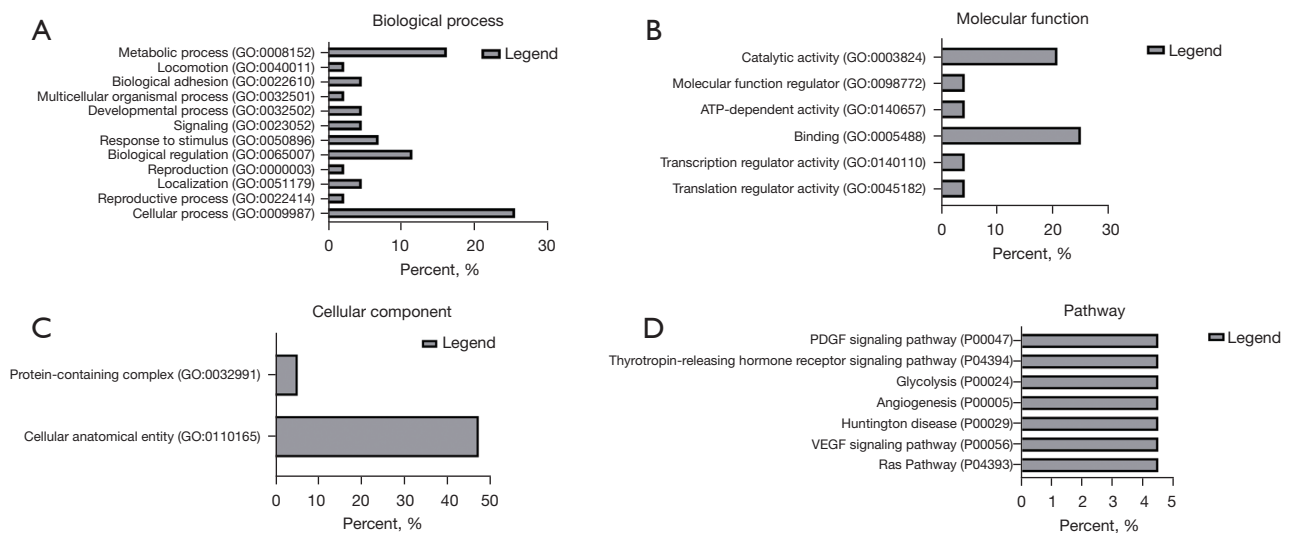 A
Biological process
Legend
Metabolic process (GO:0008152)
Locomotion (GO:0040011)
Biological adhesion (GO:0022610)
Multicellular organismal process (GO:0032501)
Developmental process (GO:0032502)
Signaling (GO:0023052)
Response to stimulus (GO:0050896)
Biological regulation (GO:0065007)
Reproduction (GO:0000003)
Localization (GO:0051179)
Reproductive process (GO:0022414)
Cellular process (GO:0009987)
0 10 20 30
Percent, %
B
Molecular function
Legend
Catalytic activity (GO:0003824)
Molecular function regulator (GO:0098772)
ATP-dependent activity (GO:0140657)
Binding (GO:0005488)
Transcription regulator activity (GO:0140110)
Translation regulator activity (GO:0045182)
0 10 20 30
Percent, %
C
Cellular component
Legend
Protein-containing complex (GO:0032991)
Cellular anatomical entity (GO:0110165)
0 10 20 30 40 50
Percent, %
D
Pathway
Legend
PDGF signaling pathway (P00047)
Thyrotropin-releasing hormone receptor signaling pathway (P04394)
Glycolysis (P00024)
Angiogenesis (P00005)
Huntington disease (P00029)
VEGF signaling pathway (P00056)
Ras Pathway (P04393)
0 1 2 3 4 5
Percent, %